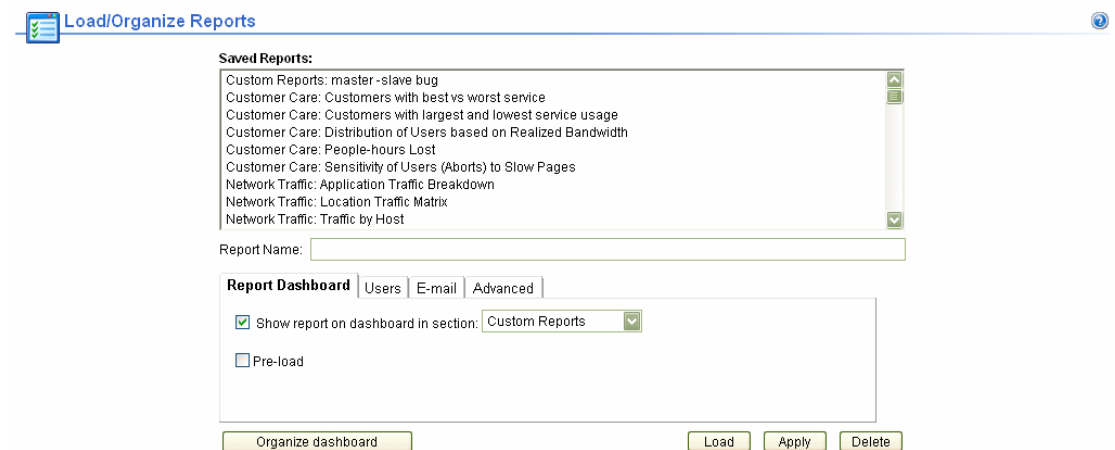 Load/Organize Reports
Saved Reports:
Custom Reports: master-slave bug
Customer Care: Customers with best vs worst service
Customer Care: Customers with largest and lowest service usage
Customer Care: Distribution of Users based on Realized Bandwidth
Customer Care: People-hours Lost
Customer Care: Sensitivity of Users (Aborts) to Slow Pages
Network Traffic: Application Traffic Breakdown
Network Traffic: Location Traffic Matrix
Network Traffic: Traffic by Host
Report Name:
Report Dashboard Users E-mail Advanced
Show report on dashboard in section: Custom Reports
Pre-load
Organize dashboard Load Apply Delete